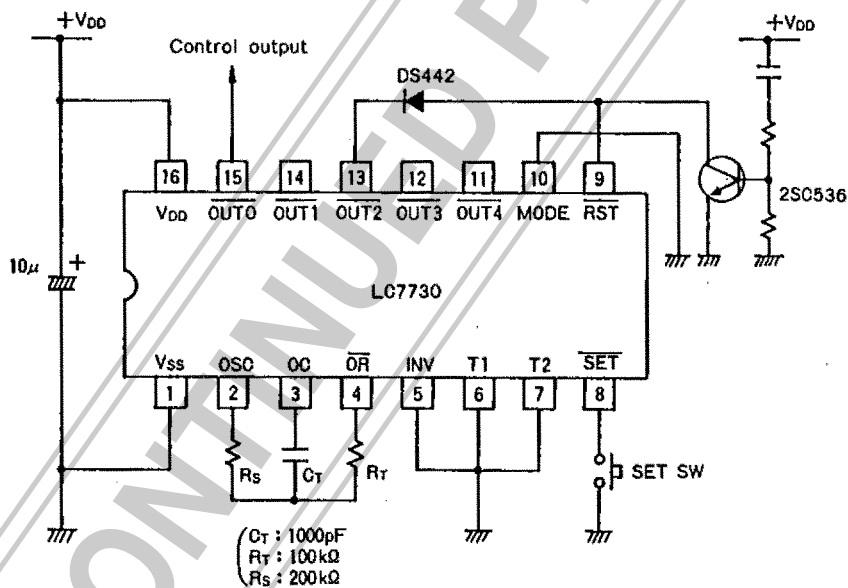 +VDD
Control output
DS442
+VDD
16 15 14 13 12 11 10 9
VDD OUT0 OUT1 OUT2 OUT3 OUT4 MODE RST
2SC536
10μ +
LC7730
VSS OSC OC OR INV T1 T2 SET
1 2 3 4 5 6 7 8
RS CT RT
SET SW
CT : 1000pF
RT : 100kΩ
RS : 200kΩ
ONTINUED P